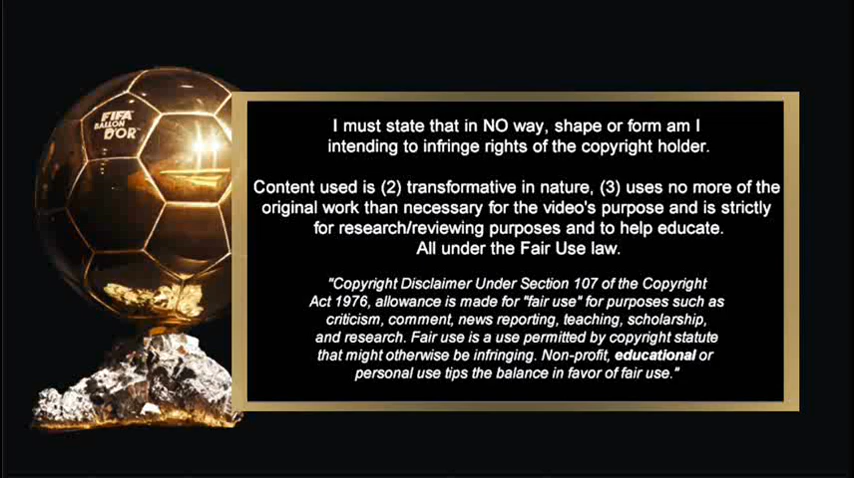 FIFA
BALLON
D'OR
I must state that in NO way, shape or form am I
intending to infringe rights of the copyright holder.
Content used is (2) transformative in nature, (3) uses no more of the
original work than necessary for the video's purpose and is strictly
for research/reviewing purposes and to help educate.
All under the Fair Use law.
"Copyright Disclaimer Under Section 107 of the Copyright
Act 1976, allowance is made for "fair use" for purposes such as
criticism, comment, news reporting, teaching, scholarship,
and research. Fair use is a use permitted by copyright statute
that might otherwise be infringing. Non-profit, educational or
personal use tips the balance in favor of fair use."